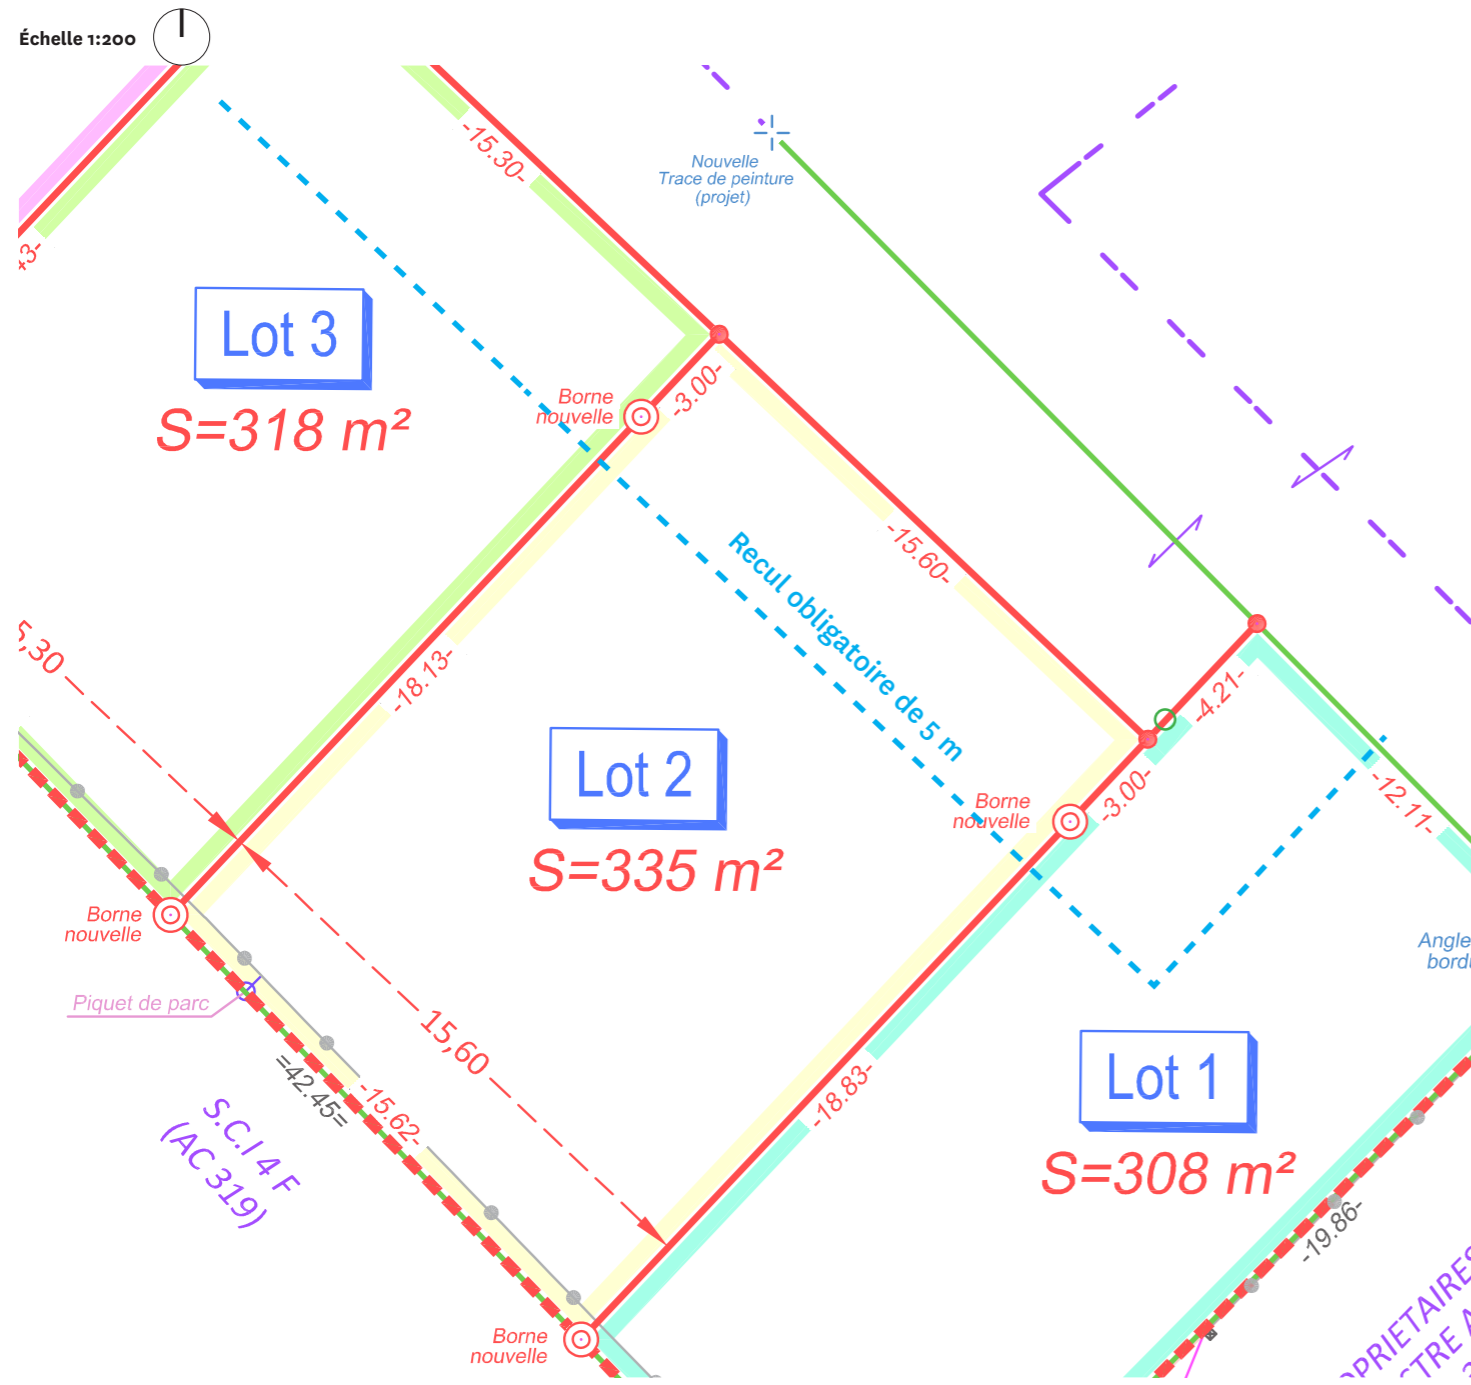 Échelle 1:200
-15.30-
Nouvelle
Trace de peinture
(projet)
Lot 3
S=318 m²
Borne
nouvelle
-3.00-
-15.60-
Recul obligatoire de 5 m
-18.13-
5,30
Lot 2
S=335 m²
-4.21-
-3.00-
-12.11-
Borne
nouvelle
Borne
nouvelle
Piquet de parc
Angle
15,60
=42.45=
-15.62-
-18.83-
S.C.I 4 F
(AC 319)
Lot 1
S=308 m²
-19.86-
Borne
nouvelle